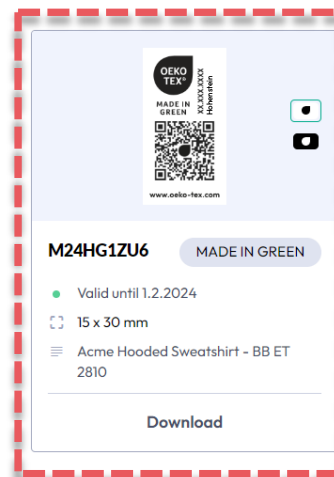 OEKO
TEX®
MADE IN
GREEN
XX.XXX.XXXX
Hohenstein
www.oeko-tex.com
M24HG1ZU6
MADE IN GREEN
Valid until 1.2.2024
15 x 30 mm
Acme Hooded Sweatshirt - BB ET
2810
Download